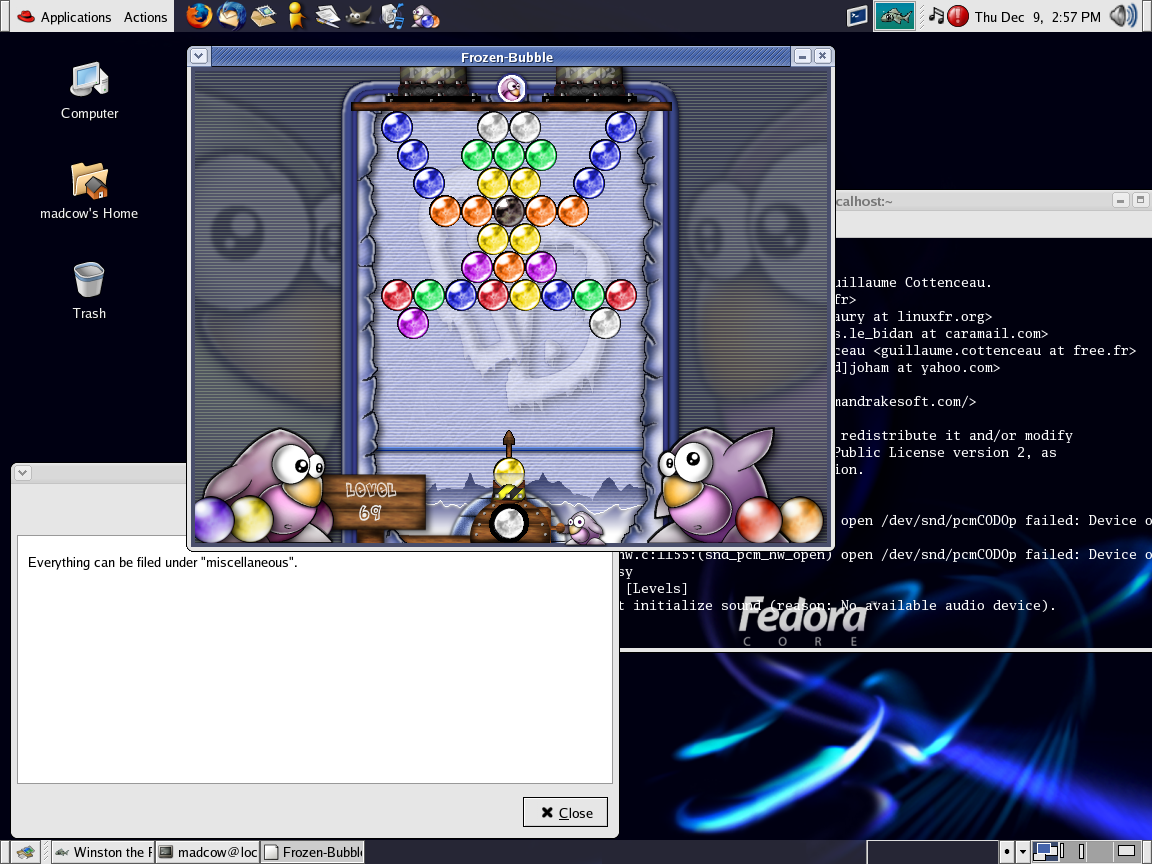 Applications Actions
Thu Dec 9, 2:57 PM
Frozen-Bubble
Computer
madcow's Home
Trash
LEVEL
69
calhost:~
uillaume Cottenceau.
fr>
aury at linuxfr.org>
s.le_bidan at caramail.com>
ceau <guillaume.cottenceau at free.fr>
d]joham at yahoo.com>
mandrakesoft.com/>
redistribute it and/or modify
Public License version 2, as
ion.
open /dev/snd/pcmC0D0p failed: Device o
hw.c:1155:(snd_pcm_hw_open) open /dev/snd/pcmC0D0p failed: Device o
sy
[Levels]
t initialize sound (reason: No available audio device).
Everything can be filed under "miscellaneous".
Close
Fedora
CORE
Winston the F
madcow@loc
Frozen-Bubble